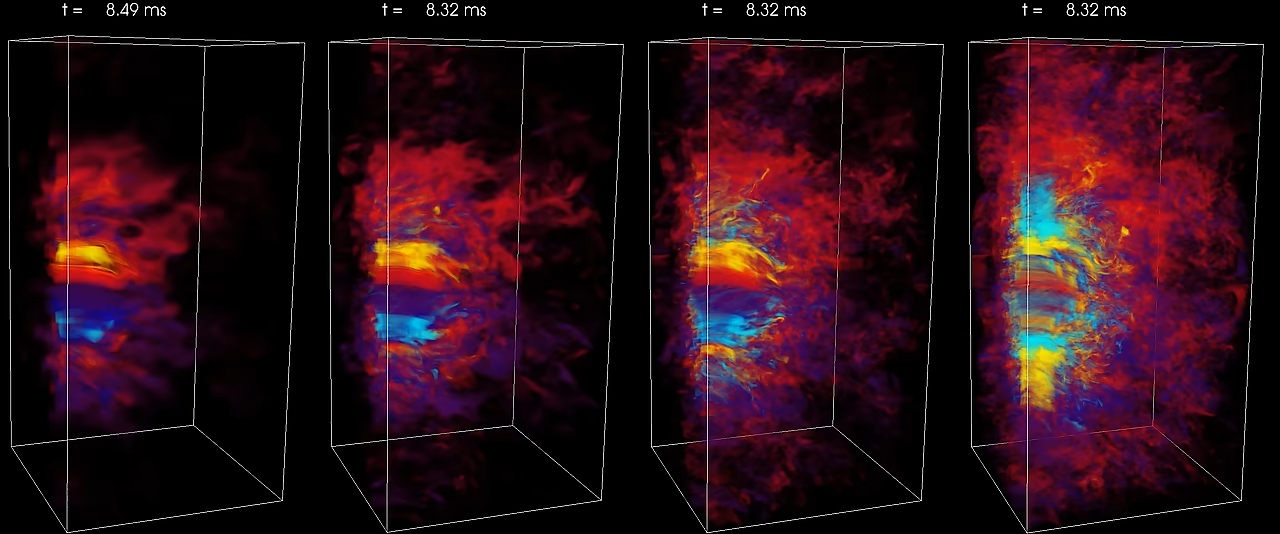 t = 8.49 ms
t = 8.32 ms
t = 8.32 ms
t = 8.32 ms